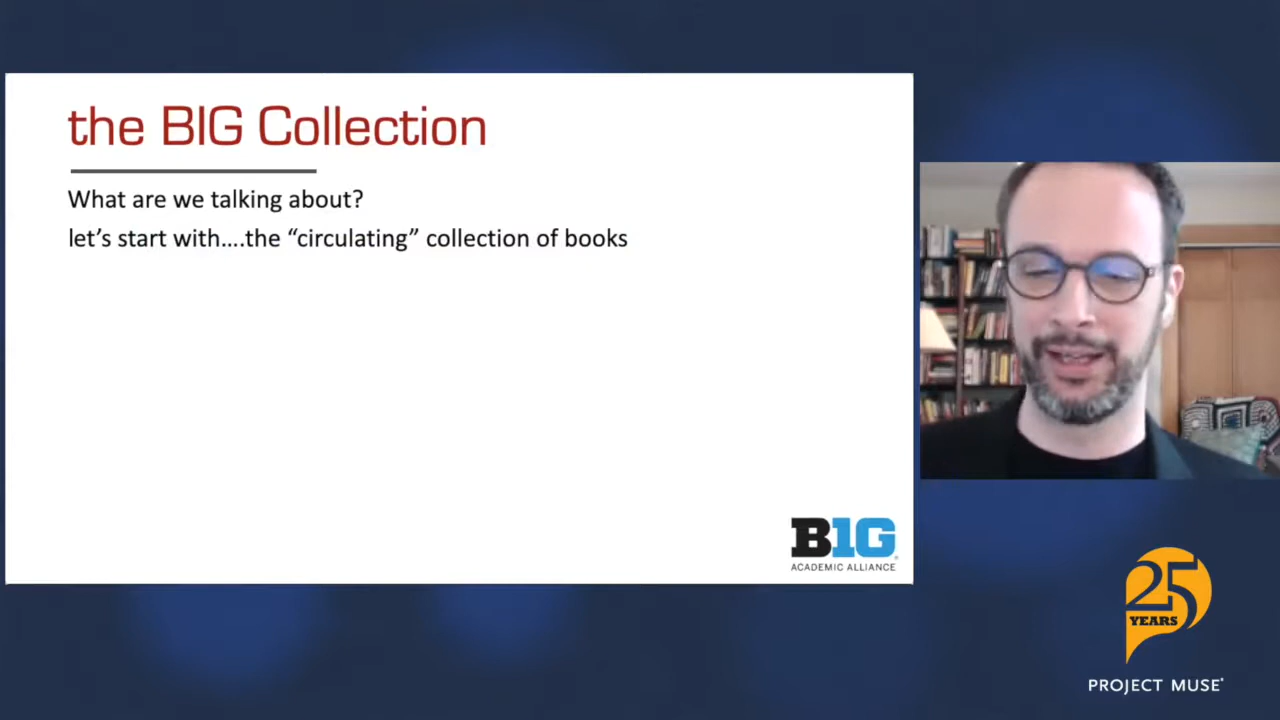 the BIG Collection
What are we talking about?
let's start with....the “circulating” collection of books
B1G
ACADEMIC ALLIANCE
25
YEARS
PROJECT MUSE